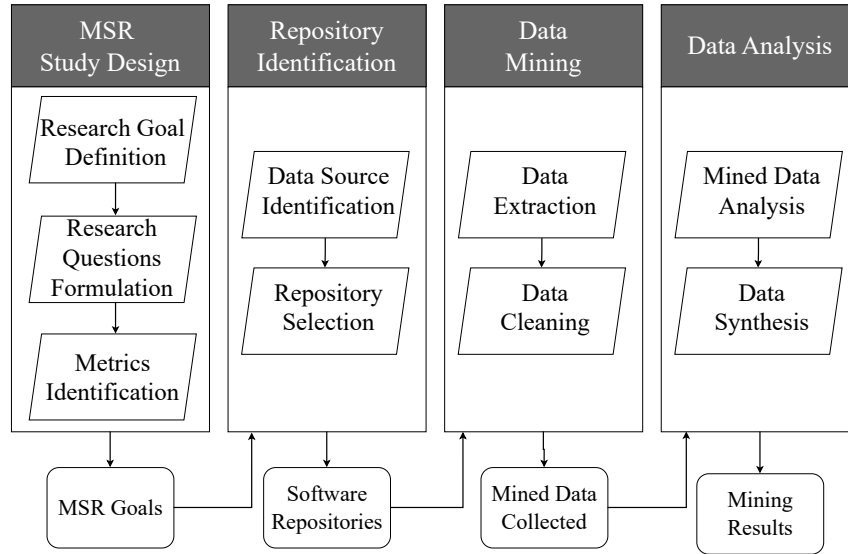 MSR
Study Design
Research Goal
Definition
Research
Questions
Formulation
Metrics
Identification
MSR Goals
Repository
Identification
Data Source
Identification
Repository
Selection
Software
Repositories
Data
Mining
Data
Extraction
Data
Cleaning
Mined Data
Collected
Data Analysis
Mined Data
Analysis
Data
Synthesis
Mining
Results